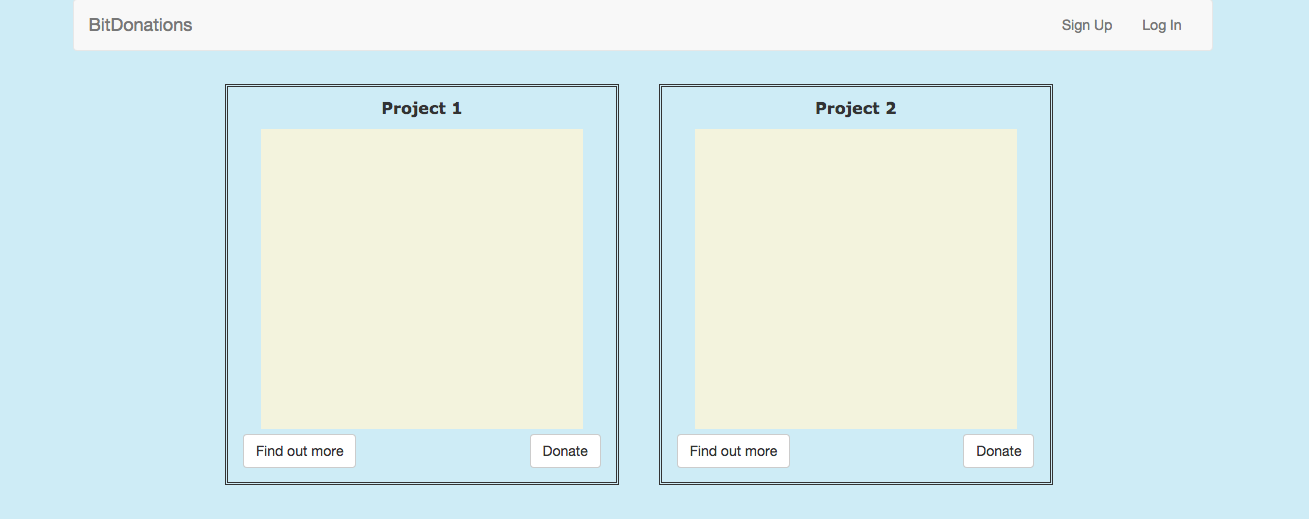 BitDonations Sign Up Log In
Project 1 Project 2
Find out more Donate Find out more Donate